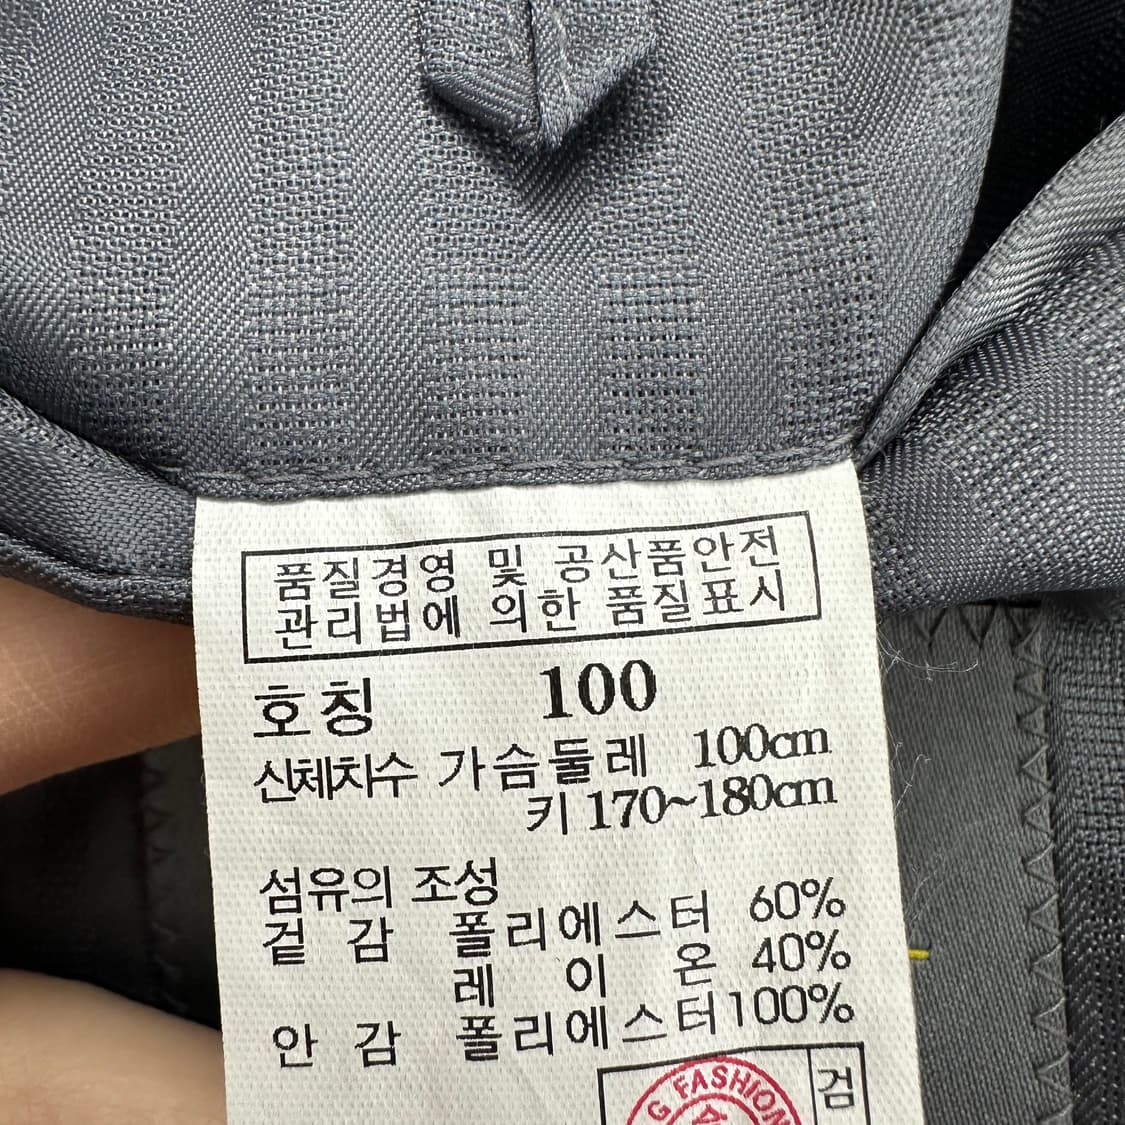 품질경영 및 공산품안전
관리법에 의한 품질표시
호칭 100
신체치수 가슴둘레 100cm
키 170~180cm
섬유의 조성
겉감 폴리에스터 60%
레이온 40%
안감 폴리에스터 100%
G FASHION
검